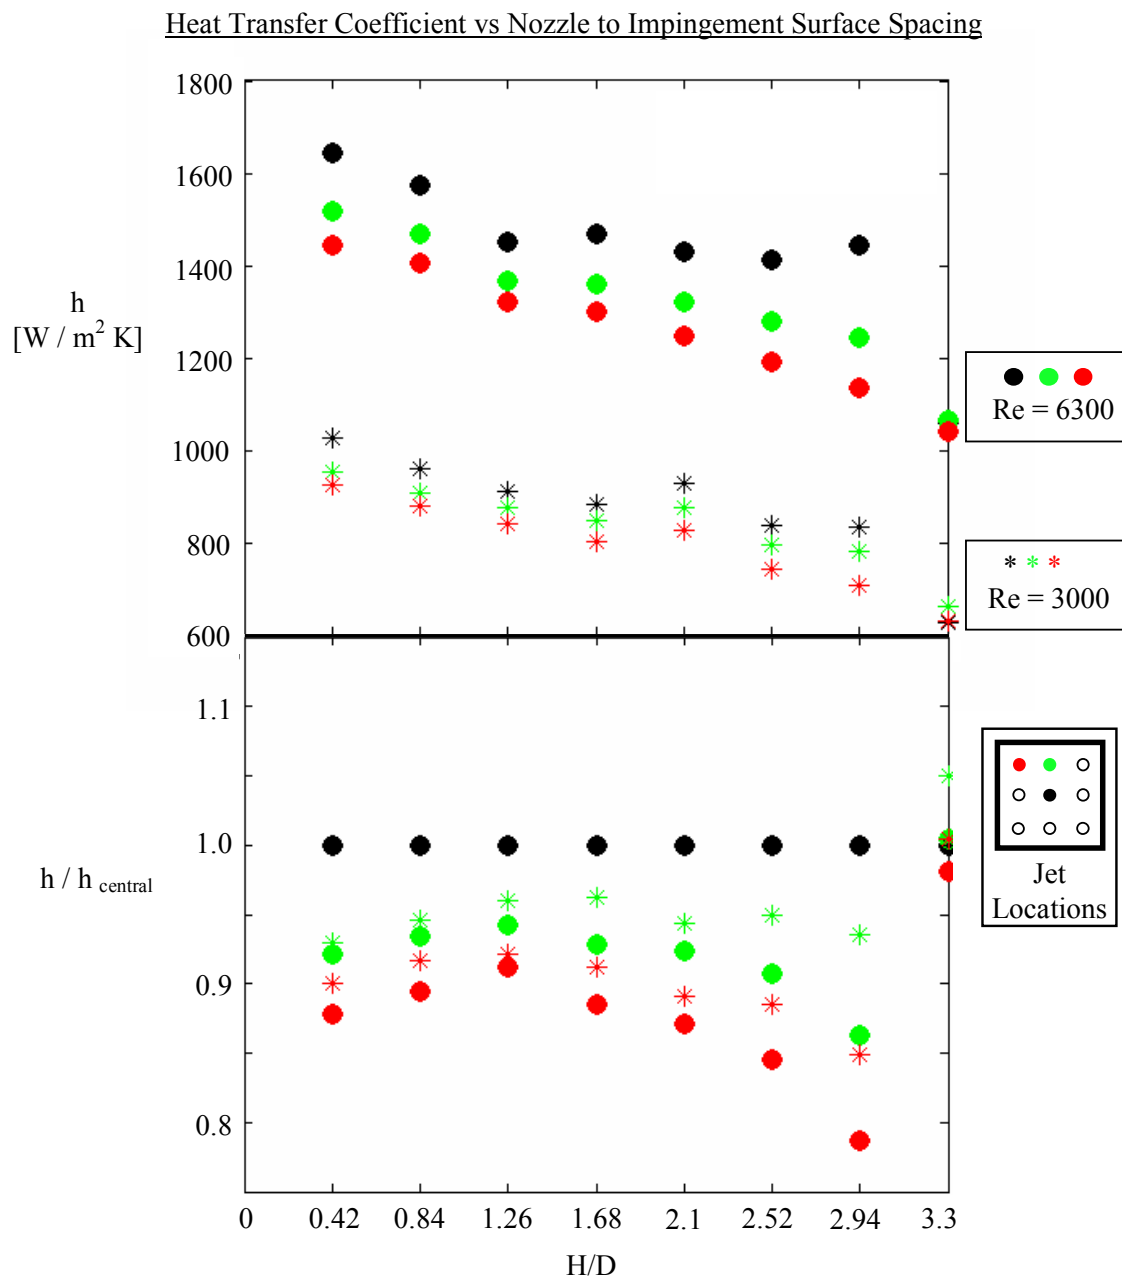 Heat Transfer Coefficient vs Nozzle to Impingement Surface Spacing
1800
1600
1400
h
[W / m² K]
1200
1000
800
600
Re = 6300
* * *
Re = 3000
1.1
1.0
h / h central
0.9
0.8
Jet
Locations
0 0.42 0.84 1.26 1.68 2.1 2.52 2.94 3.3
H/D